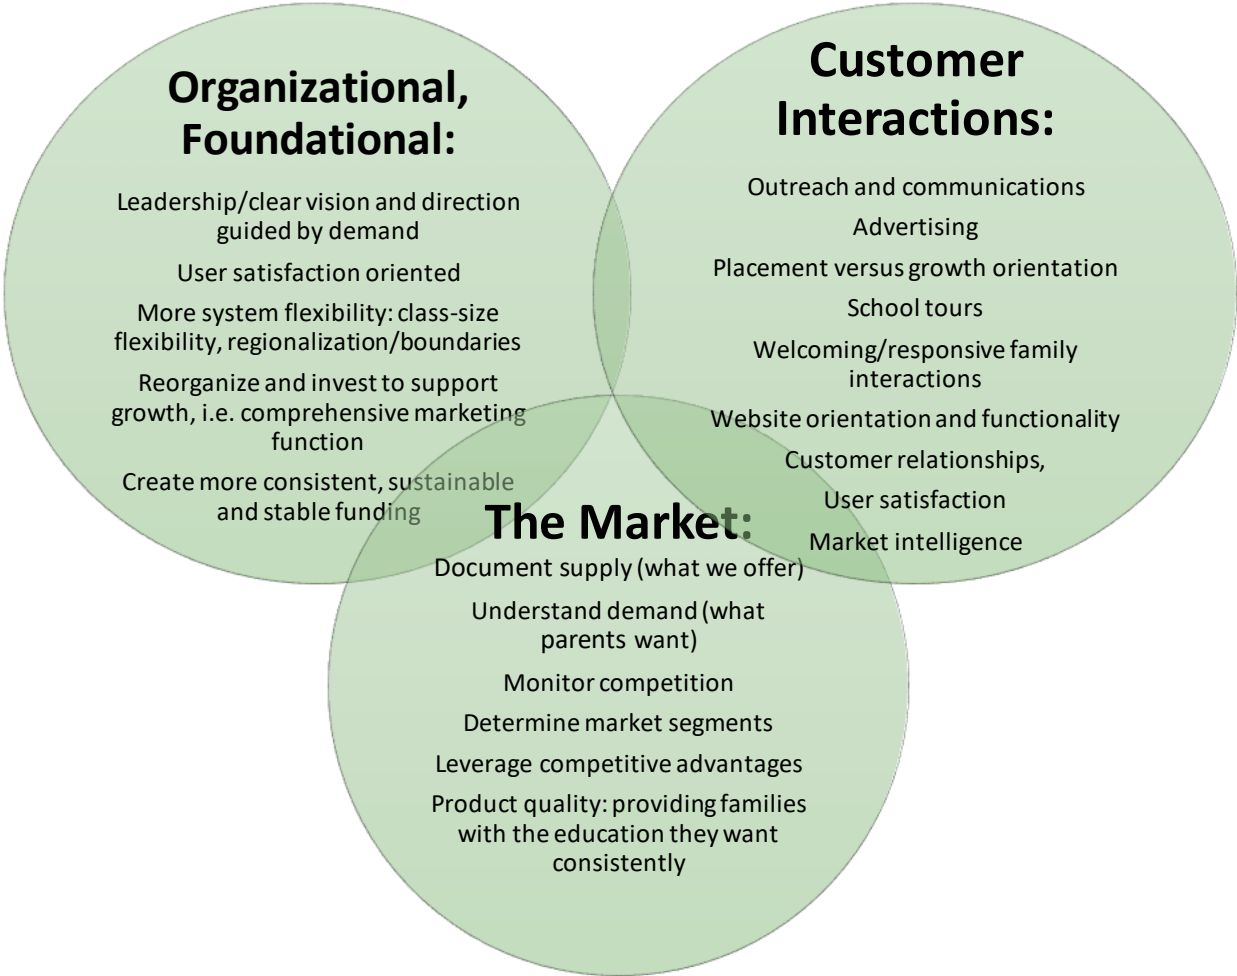 Organizational,
Foundational:
Leadership/clear vision and direction
guided by demand
User satisfaction oriented
More system flexibility: class-size
flexibility, regionalization/boundaries
Reorganize and invest to support
growth, i.e. comprehensive marketing
function
Create more consistent, sustainable
and stable funding
Customer
Interactions:
Outreach and communications
Advertising
Placement versus growth orientation
School tours
Welcoming/responsive family
interactions
Website orientation and functionality
Customer relationships,
User satisfaction
Market intelligence
The Market:
Document supply (what we offer)
Understand demand (what
parents want)
Monitor competition
Determine market segments
Leverage competitive advantages
Product quality: providing families
with the education they want
consistently